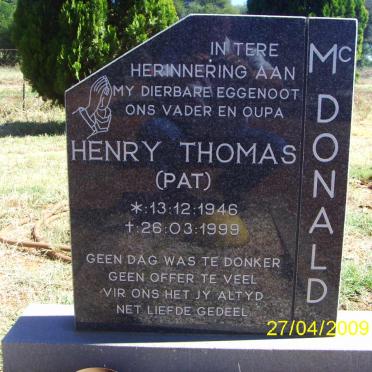 IN TERE
HERINNERING AAN
MY DIERBARE EGGENOOT
ONS VADER EN OUPA
HENRY THOMAS
(PAT)
*:13:12:1946
†:26:03:1999
GEEN DAG WAS TE DONKER
GEEN OFFER TE VEEL
VIR ONS HET JY ALTYD
NET LIEFDE GEDEEL
McDONALD
27/04/2009